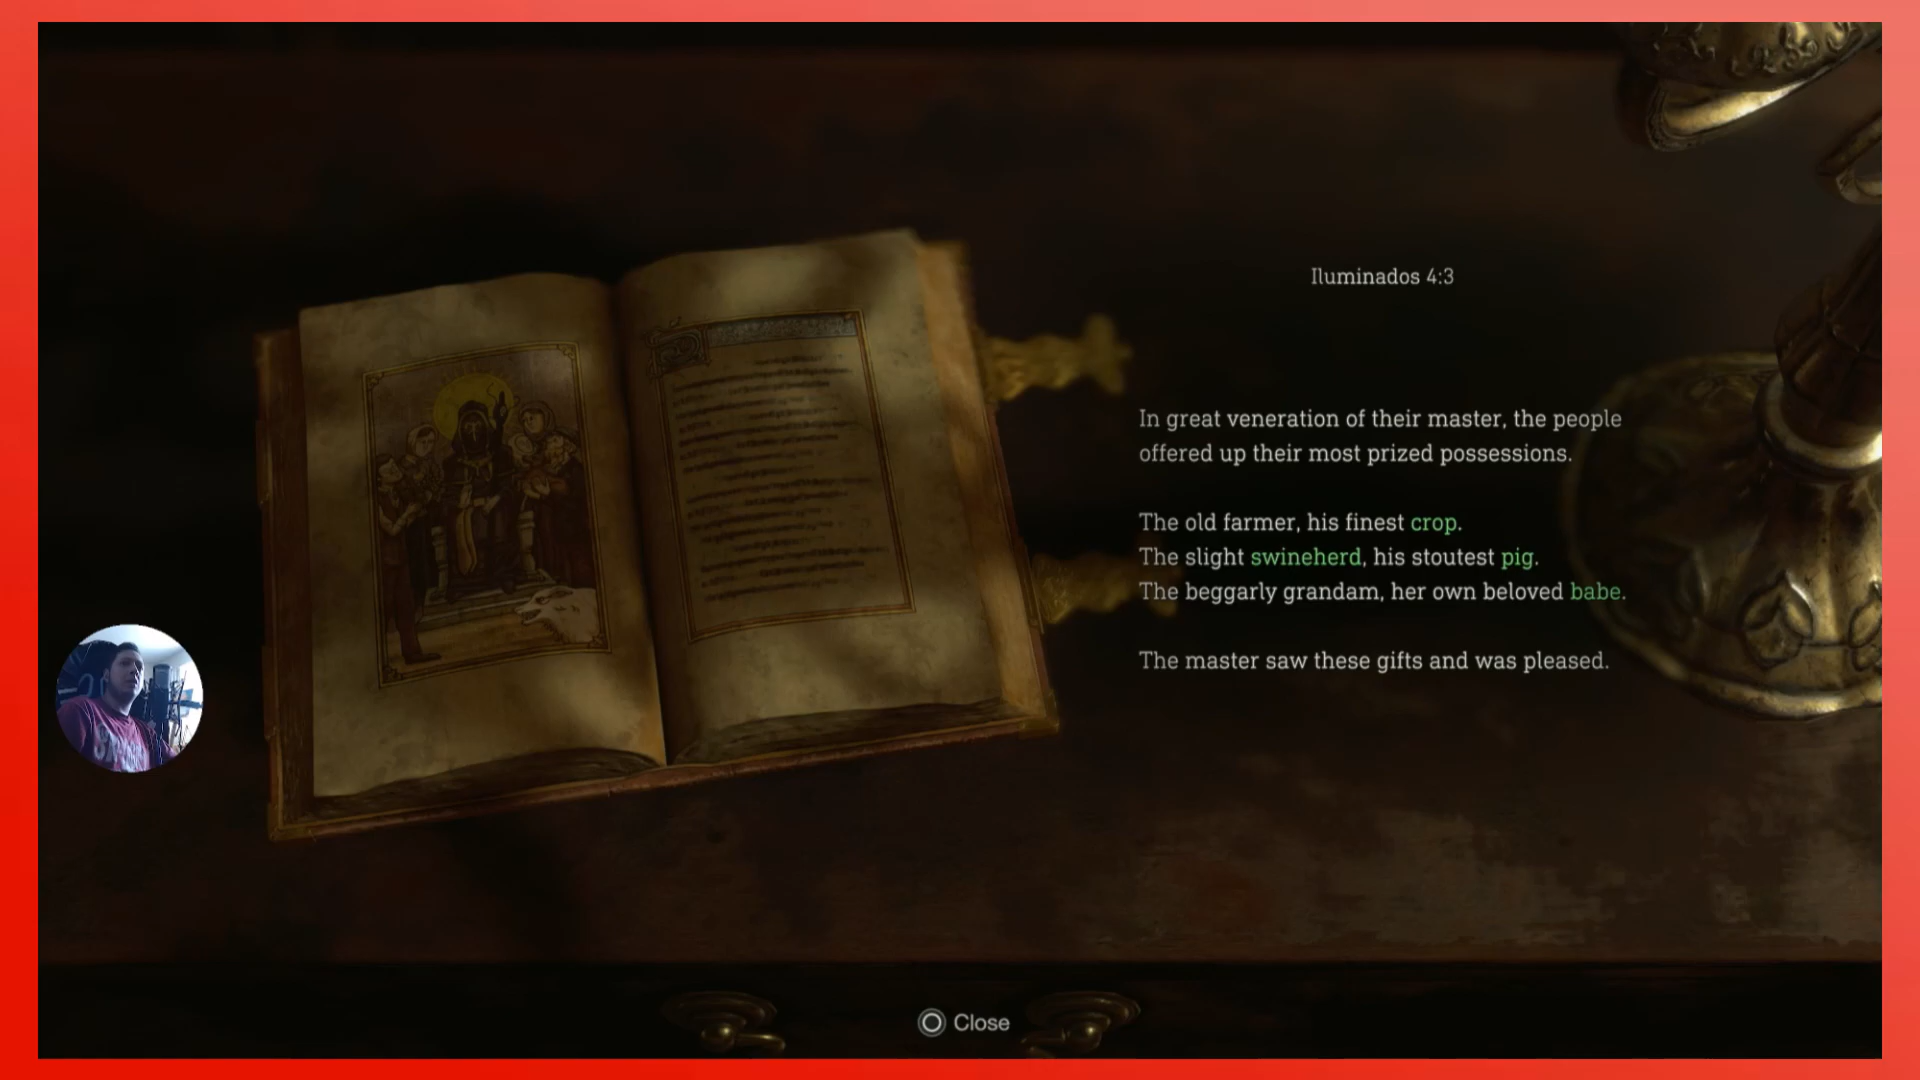 Iluminados 4:3
In great veneration of their master, the people
offered up their most prized possessions.
The old farmer, his finest crop.
The slight swineherd, his stoutest pig.
The beggarly grandam, her own beloved babe.
The master saw these gifts and was pleased.
Close